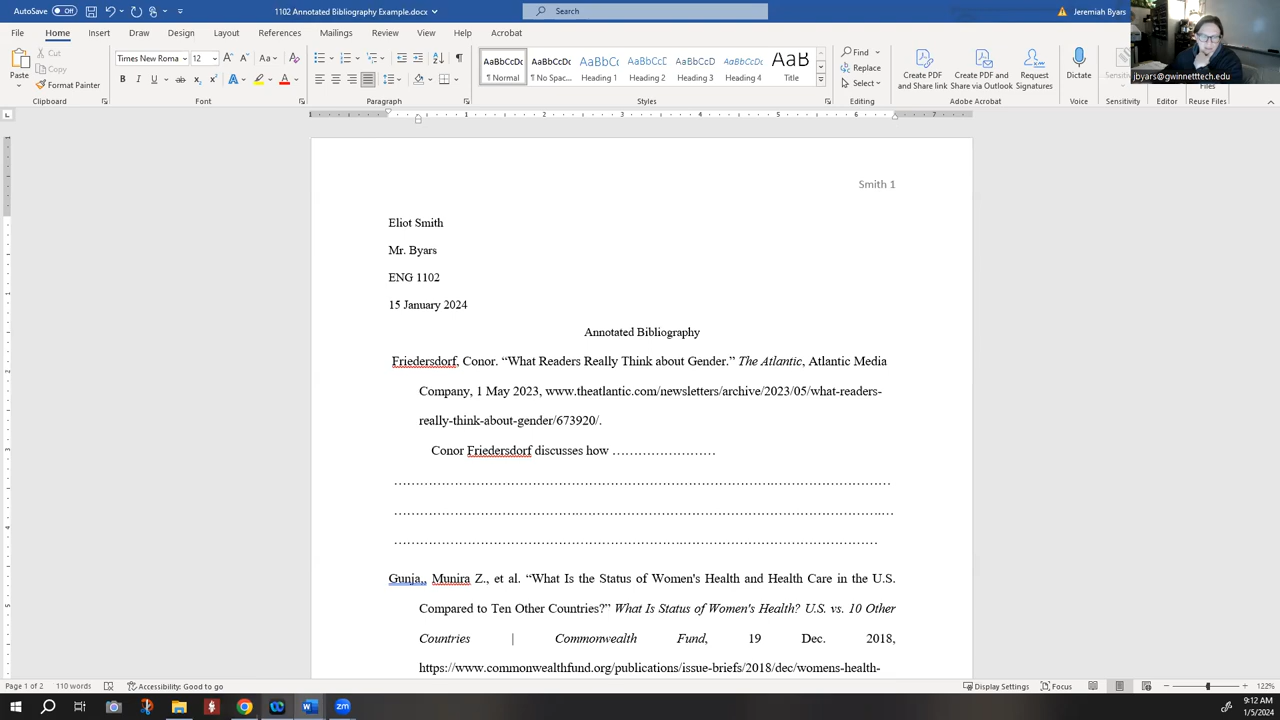 AutoSave Off 1102 Annotated Bibliography Example.docx Search Jeremiah Byars
File Home Insert Draw Design Layout References Mailings Review View Help Acrobat
jbyars@gwinnetttech.edu
Paste Cut Copy Format Painter
Times New Roma 12
AaBbCcDc ¶ Normal
AaBbCcDc ¶ No Spac...
AaBbC Heading 1
AaBbCcD Heading 2
AaBbCcD Heading 3
AaBbCcD Heading 4
AaB Title
Find Replace Select
Create PDF and Share link
Create PDF and Share via Outlook
Request Signatures
Dictate
Files
Clipboard Font Paragraph Styles Editing Adobe Acrobat Voice Sensitivity Editor Reuse Files
Smith 1
Eliot Smith
Mr. Byars
ENG 1102
15 January 2024
Annotated Bibliography
Friedersdorf, Conor. “What Readers Really Think about Gender.” The Atlantic, Atlantic Media
Company, 1 May 2023, www.theatlantic.com/newsletters/archive/2023/05/what-readers-
really-think-about-gender/673920/.
Conor Friedersdorf discusses how ……………………
………………………………………………………………………………………………………
………………………………………………………………………………………………………
……………………………………………………………………………………………………
Gunja,, Munira Z., et al. “What Is the Status of Women's Health and Health Care in the U.S.
Compared to Ten Other Countries?” What Is Status of Women's Health? U.S. vs. 10 Other
Countries | Commonwealth Fund, 19 Dec. 2018,
https://www.commonwealthfund.org/publications/issue-briefs/2018/dec/womens-health-
Page 1 of 2 110 words Accessibility: Good to go Display Settings Focus 122%
9:12 AM
1/5/2024